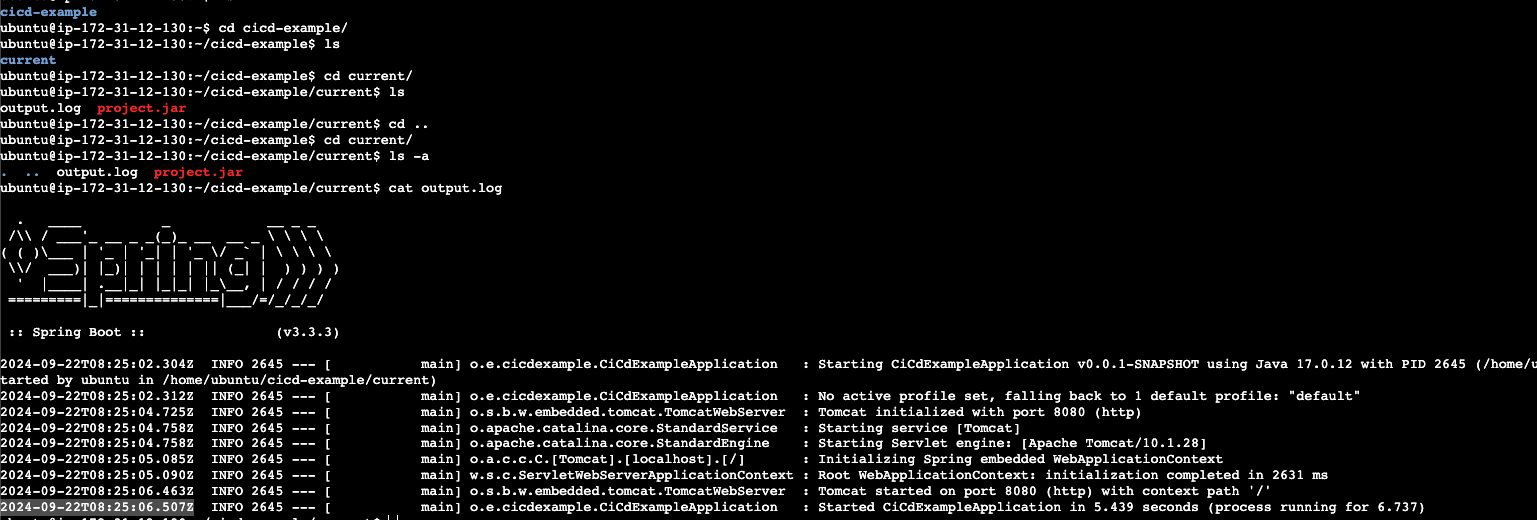 cicd-example
ubuntu@ip-172-31-12-130:~$ cd cicd-example/
ubuntu@ip-172-31-12-130:~/cicd-example$ ls
current
ubuntu@ip-172-31-12-130:~/cicd-example$ cd current/
ubuntu@ip-172-31-12-130:~/cicd-example/current$ ls
output.log  project.jar
ubuntu@ip-172-31-12-130:~/cicd-example/current$ cd ..
ubuntu@ip-172-31-12-130:~/cicd-example$ cd current/
ubuntu@ip-172-31-12-130:~/cicd-example/current$ ls -a
.  ..  output.log  project.jar
ubuntu@ip-172-31-12-130:~/cicd-example/current$ cat output.log
  .   ____          _            __ _ _
 /\\ / ___'_ __ _ _(_)_ __  __ _ \ \ \ \
( ( )\___ | '_ | '_| | '_ \/ _` | \ \ \ \
 \\/  ___)| |_)| | | | | || (_| |  ) ) ) )
  '  |____| .__|_| |_|_| |_\__, | / / / /
 =========|_|==============|___/=/_/_/_/
 :: Spring Boot ::                (v3.3.3)
2024-09-22T08:25:02.304Z  INFO 2645 --- [           main] o.e.cicdexample.CiCdExampleApplication   : Starting CiCdExampleApplication v0.0.1-SNAPSHOT using Java 17.0.12 with PID 2645 (/home/u
tarted by ubuntu in /home/ubuntu/cicd-example/current)
2024-09-22T08:25:02.312Z  INFO 2645 --- [           main] o.e.cicdexample.CiCdExampleApplication   : No active profile set, falling back to 1 default profile: "default"
2024-09-22T08:25:04.725Z  INFO 2645 --- [           main] o.s.b.w.embedded.tomcat.TomcatWebServer  : Tomcat initialized with port 8080 (http)
2024-09-22T08:25:04.758Z  INFO 2645 --- [           main] o.apache.catalina.core.StandardService   : Starting service [Tomcat]
2024-09-22T08:25:04.758Z  INFO 2645 --- [           main] o.apache.catalina.core.StandardEngine    : Starting Servlet engine: [Apache Tomcat/10.1.28]
2024-09-22T08:25:05.085Z  INFO 2645 --- [           main] o.a.c.c.C.[Tomcat].[localhost].[/]       : Initializing Spring embedded WebApplicationContext
2024-09-22T08:25:05.090Z  INFO 2645 --- [           main] w.s.c.ServletWebServerApplicationContext : Root WebApplicationContext: initialization completed in 2631 ms
2024-09-22T08:25:06.463Z  INFO 2645 --- [           main] o.s.b.w.embedded.tomcat.TomcatWebServer  : Tomcat started on port 8080 (http) with context path '/'
2024-09-22T08:25:06.507Z  INFO 2645 --- [           main] o.e.cicdexample.CiCdExampleApplication   : Started CiCdExampleApplication in 5.439 seconds (process running for 6.737)